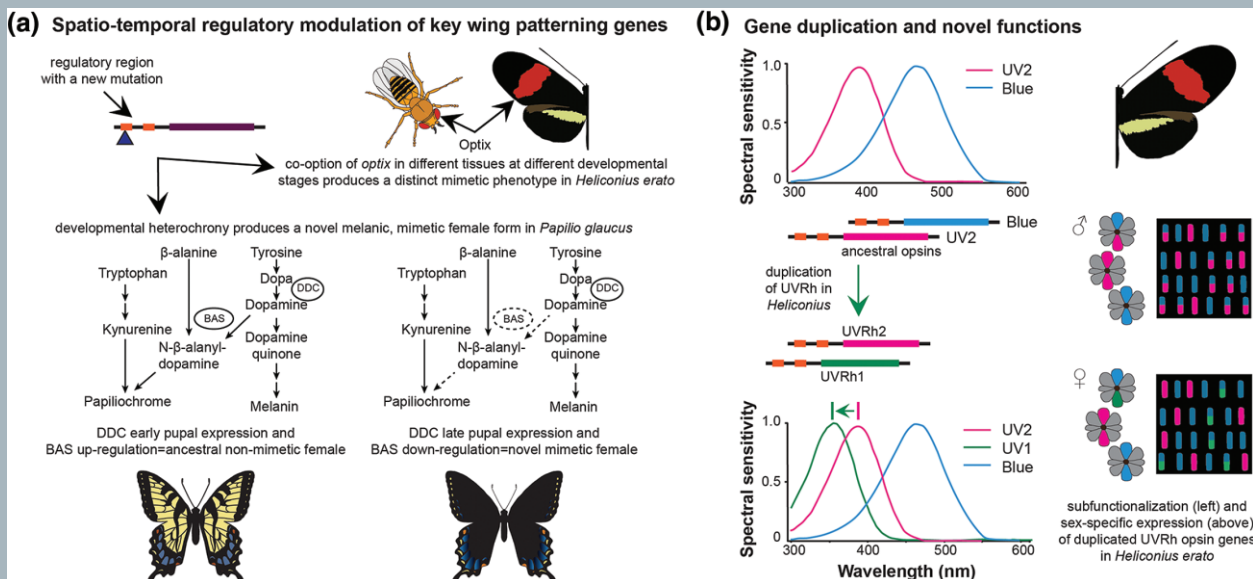 (a) Spatio-temporal regulatory modulation of key wing patterning genes
regulatory region
with a new mutation
Optix
co-option of optix in different tissues at different developmental
stages produces a distinct mimetic phenotype in Heliconius erato
developmental heterochrony produces a novel melanic, mimetic female form in Papilio glaucus
β-alanine
Tyrosine
Tryptophan
Dopa
DDC
Dopamine
BAS
Kynurenine
N-β-alanyl-
dopamine
Dopamine
quinone
Papiliochrome
Melanin
DDC early pupal expression and
BAS up-regulation=ancestral non-mimetic female
β-alanine
Tyrosine
Tryptophan
Dopa
DDC
Dopamine
BAS
Kynurenine
N-β-alanyl-
dopamine
Dopamine
quinone
Papiliochrome
Melanin
DDC late pupal expression and
BAS down-regulation=novel mimetic female
(b) Gene duplication and novel functions
Spectral sensitivity
1.0
0.5
0
300 400 500 600
UV2
Blue
Blue
UV2
ancestral opsins
duplication
of UVRh in
Heliconius
UVRh2
UVRh1
Spectral sensitivity
1.0
0.5
0
300 400 500 600
Wavelength (nm)
UV2
UV1
Blue
♂
♀
subfunctionalization (left) and
sex-specific expression (above)
of duplicated UVRh opsin genes
in Heliconius erato